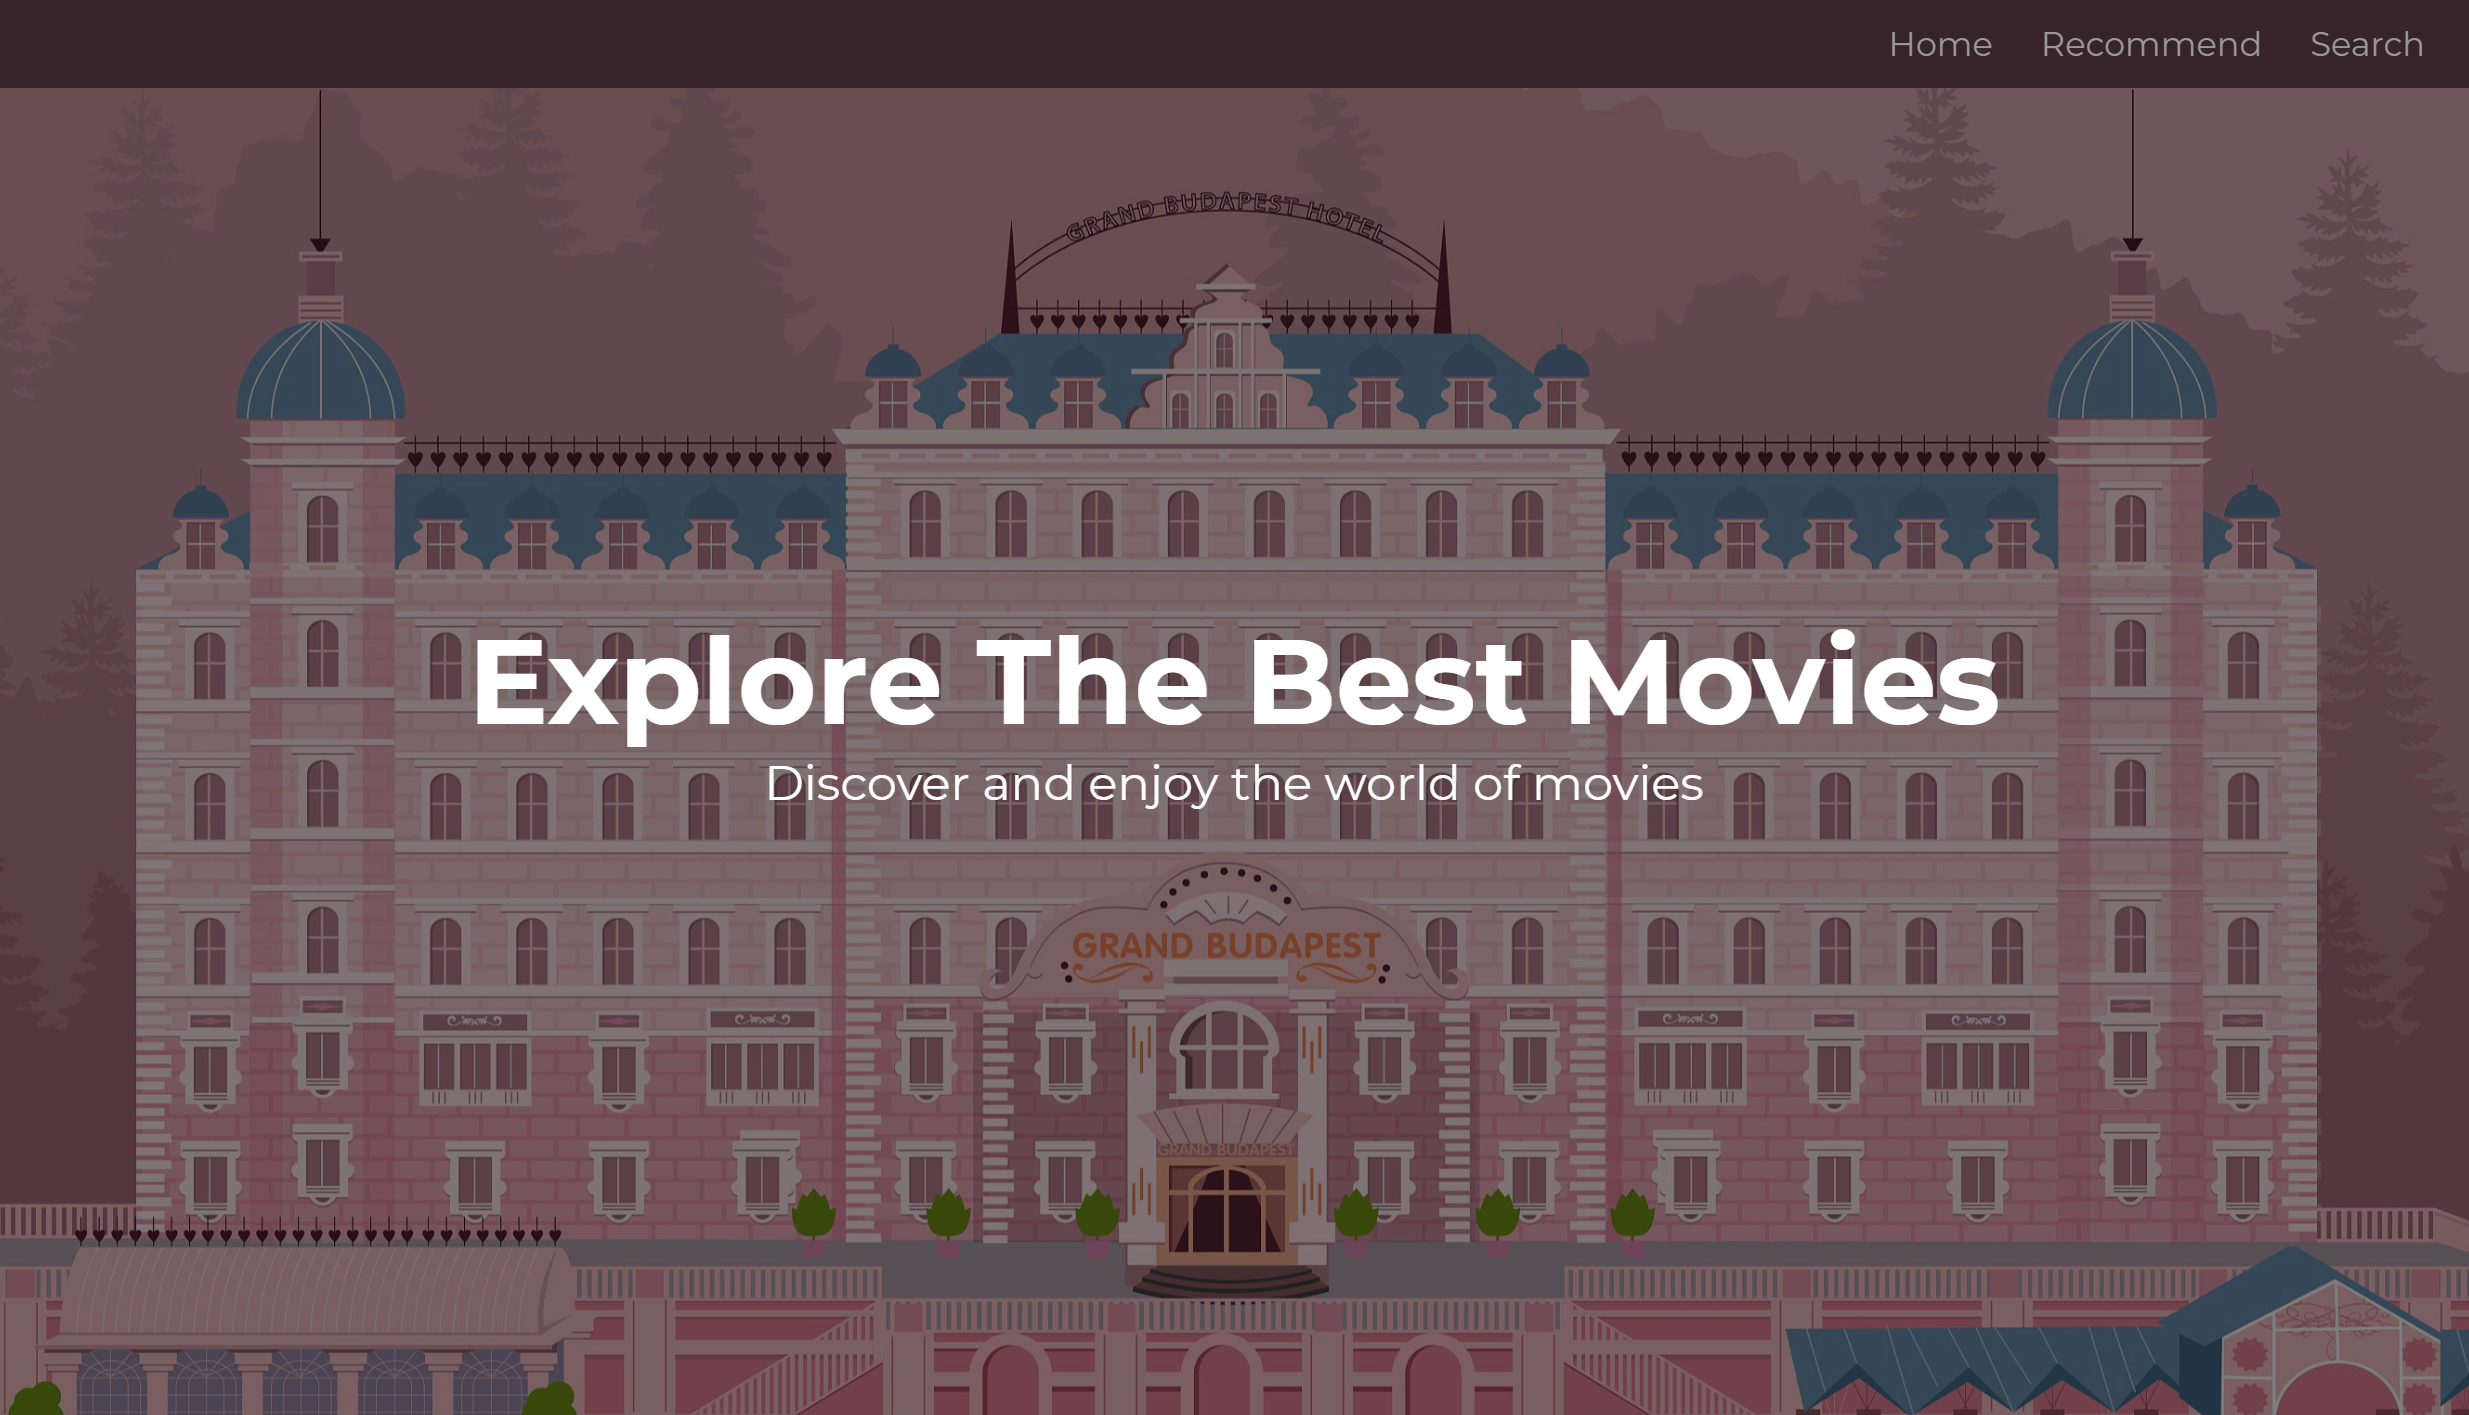 Home Recommend Search
GRAND BUDAPEST HOTEL
Explore The Best Movies
Discover and enjoy the world of movies
GRAND BUDAPEST
GRAND BUDAPEST